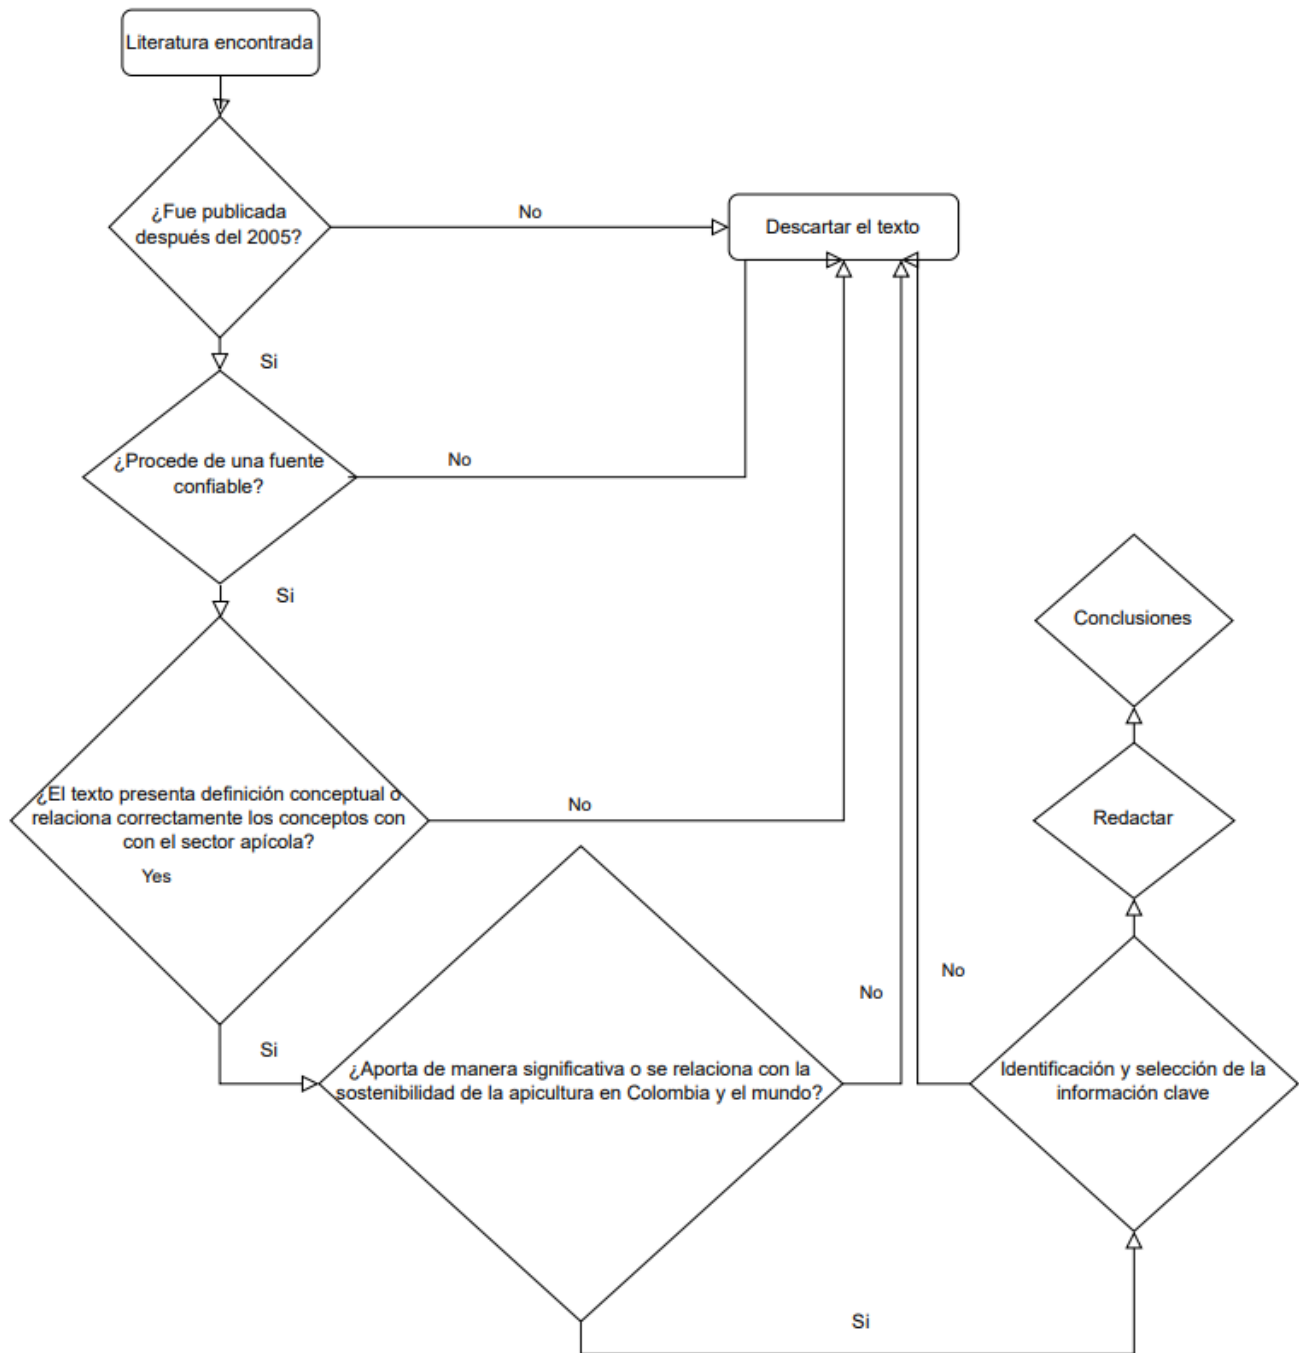 Literatura encontrada
¿Fue publicada
después del 2005?
No
Descartar el texto
Si
¿Procede de una fuente
confiable?
No
Si
¿El texto presenta definición conceptual o
relaciona correctamente los conceptos con
con el sector apícola?
Yes
No
Si
¿Aporta de manera significativa o se relaciona con la
sostenibilidad de la apicultura en Colombia y el mundo?
No
Si
No
Identificación y selección de la
información clave
Redactar
Conclusiones